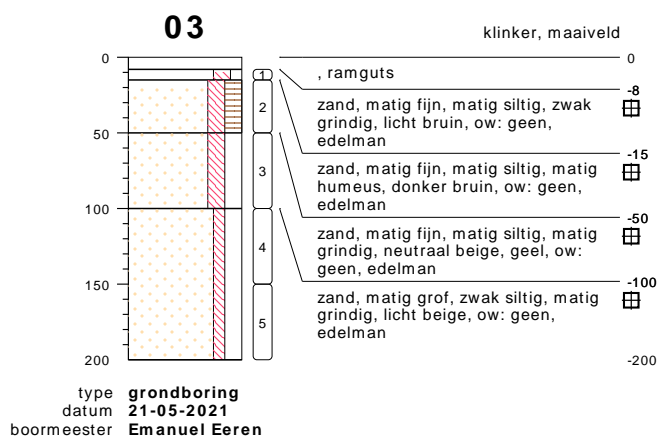 03
klinker, maaiveld
0
0
, ramguts
1
-8
zand, matig fijn, matig siltig, zwak
grindig, licht bruin, ow: geen,
edelman
2
50
-15
zand, matig fijn, matig siltig, matig
humeus, donker bruin, ow: geen,
edelman
3
100
-50
zand, matig fijn, matig siltig, matig
grindig, neutraal beige, geel, ow:
geen, edelman
4
150
-100
zand, matig grof, zwak siltig, matig
grindig, licht beige, ow: geen,
edelman
5
200
-200
type grondboring
datum 21-05-2021
boormeester Emanuel Eeren